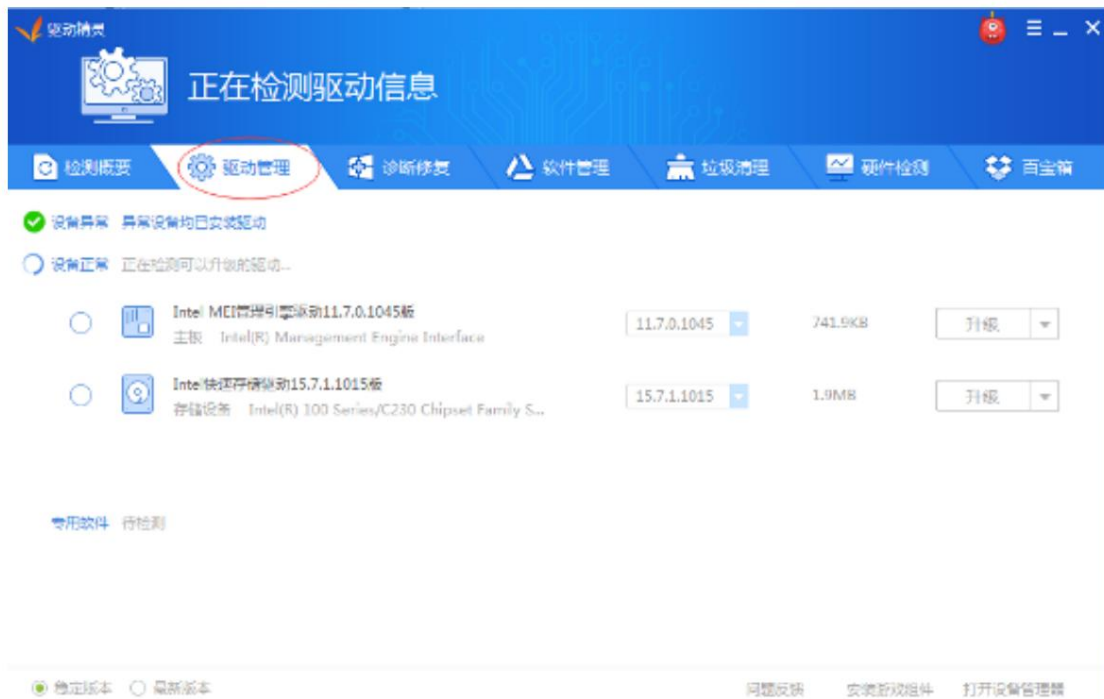 驱动精灵
正在检测驱动信息
检测概要 驱动管理 诊断修复 软件管理 垃圾清理 硬件检测 百宝箱
设备异常 异常设备均已安装驱动
设备正常 正在检测可以升级的驱动...
Intel MEI管理引擎驱动11.7.0.1045版
主板 Intel(R) Management Engine Interface
11.7.0.1045 741.9KB 升级
Intel快速存储驱动15.7.1.1015版
存储设备 Intel(R) 100 Series/C230 Chipset Family S...
15.7.1.1015 1.9MB 升级
专用软件 待检测
稳定版本 最新版本 问题反馈 安装游戏组件 打开设备管理器